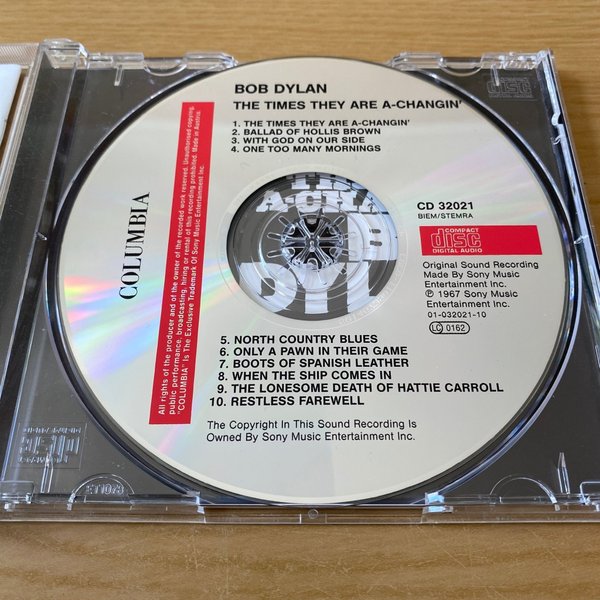 BOB DYLAN
THE TIMES THEY ARE A-CHANGIN'
1. THE TIMES THEY ARE A-CHANGIN'
2. BALLAD OF HOLLIS BROWN
3. WITH GOD ON OUR SIDE
4. ONE TOO MANY MORNINGS
All rights of the producer and of the owner of the recorded work reserved. Unauthorised copying,
public performance, broadcasting, hiring or rental of this recording prohibited. Made in Austria.
"COLUMBIA" Is The Exclusive Trademark Of Sony Music Entertainment Inc.
COLUMBIA
A-CHA
CD 32021
BIEM/STEMRA
COMPACT
disc
DIGITAL AUDIO
Original Sound Recording
Made By Sony Music
Entertainment Inc.
℗ 1967 Sony Music
Entertainment Inc.
01-032021-10
LC 0162
5. NORTH COUNTRY BLUES
6. ONLY A PAWN IN THEIR GAME
7. BOOTS OF SPANISH LEATHER
8. WHEN THE SHIP COMES IN
9. THE LONESOME DEATH OF HATTIE CARROLL
10. RESTLESS FAREWELL
The Copyright In This Sound Recording Is
Owned By Sony Music Entertainment Inc.
COMPACT
disc